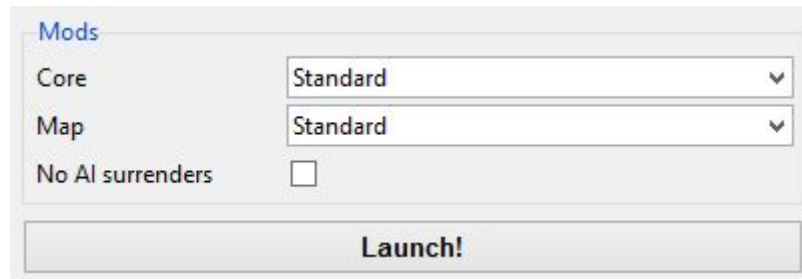 Mods
Core Standard
Map Standard
No AI surrenders
Launch!